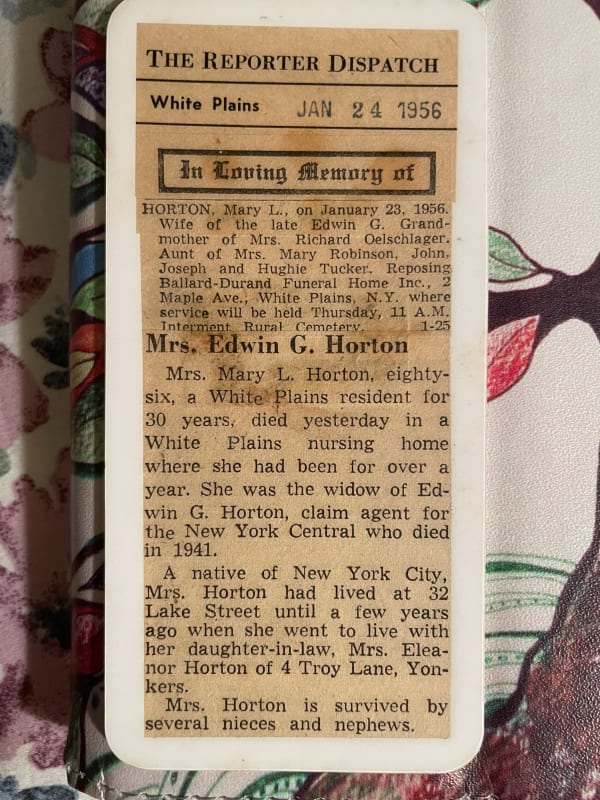 THE REPORTER DISPATCH
White Plains JAN 24 1956
In Loving Memory of
HORTON, Mary L., on January 23, 1956.
Wife of the late Edwin G. Grand-
mother of Mrs. Richard Oelschlager.
Aunt of Mrs. Mary Robinson, John,
Joseph and Hughie Tucker. Reposing
Ballard-Durand Funeral Home Inc., 2
Maple Ave., White Plains, N.Y. where
service will be held Thursday, 11 A.M.
Interment Rural Cemetery. 1-25
Mrs. Edwin G. Horton
Mrs. Mary L. Horton, eighty-
six, a White Plains resident for
30 years, died yesterday in a
White Plains nursing home
where she had been for over a
year. She was the widow of Ed-
win G. Horton, claim agent for
the New York Central who died
in 1941.
A native of New York City,
Mrs. Horton had lived at 32
Lake Street until a few years
ago when she went to live with
her daughter-in-law, Mrs. Elea-
nor Horton of 4 Troy Lane, Yon-
kers.
Mrs. Horton is survived by
several nieces and nephews.